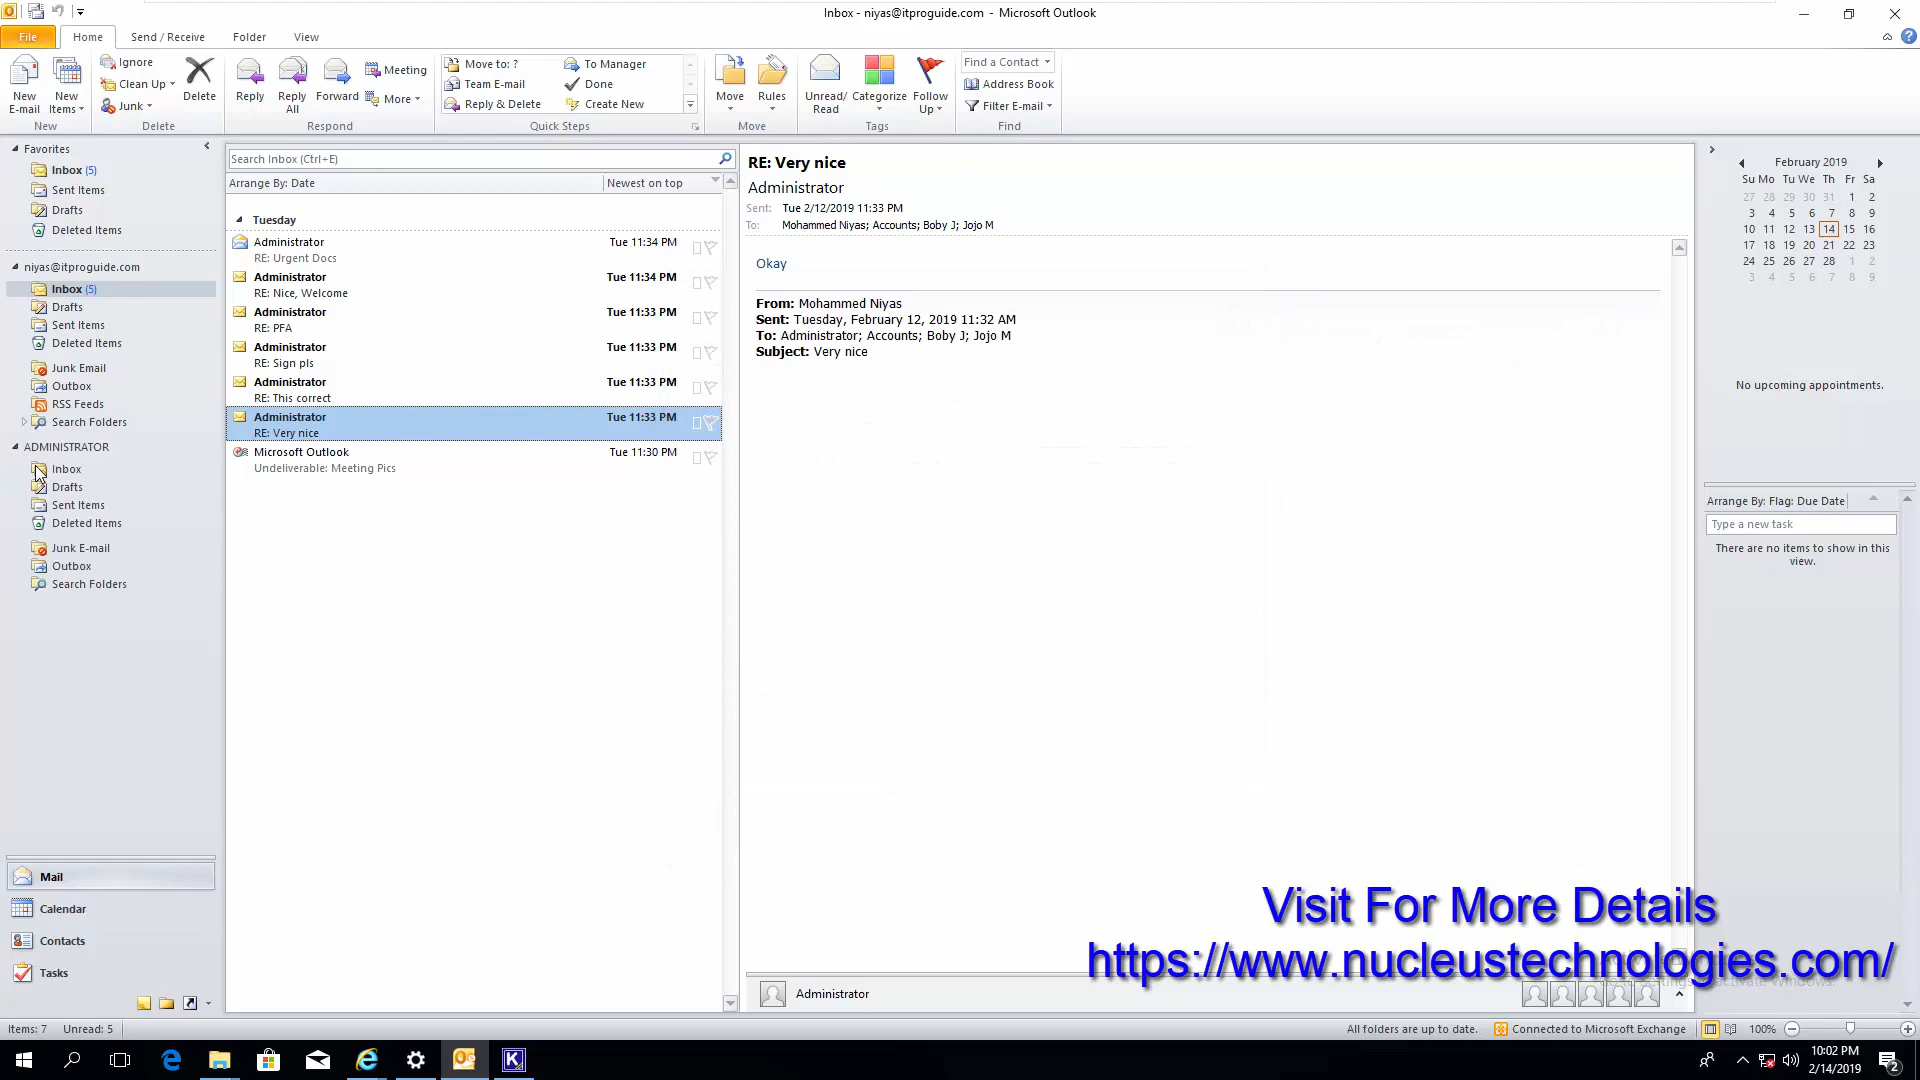 Inbox - niyas@itproguide.com - Microsoft Outlook
File Home Send / Receive Folder View
New E-mail
New Items
New
Ignore
Clean Up
Junk
Delete
Delete
Reply
Reply All
Forward
Meeting
More
Respond
Move to: ?
Team E-mail
Reply & Delete
To Manager
Done
Create New
Quick Steps
Move
Rules
Move
Unread/ Read
Categorize
Follow Up
Tags
Find a Contact
Address Book
Filter E-mail
Find
Favorites
Inbox (5)
Sent Items
Drafts
Deleted Items
niyas@itproguide.com
Inbox (5)
Drafts
Sent Items
Deleted Items
Junk Email
Outbox
RSS Feeds
Search Folders
ADMINISTRATOR
Inbox
Drafts
Sent Items
Deleted Items
Junk E-mail
Outbox
Search Folders
Mail
Calendar
Contacts
Tasks
Search Inbox (Ctrl+E)
Arrange By: Date Newest on top
Tuesday
Administrator Tue 11:34 PM
RE: Urgent Docs
Administrator Tue 11:34 PM
RE: Nice, Welcome
Administrator Tue 11:33 PM
RE: PFA
Administrator Tue 11:33 PM
RE: Sign pls
Administrator Tue 11:33 PM
RE: This correct
Administrator Tue 11:33 PM
RE: Very nice
Microsoft Outlook Tue 11:30 PM
Undeliverable: Meeting Pics
RE: Very nice
Administrator
Sent: Tue 2/12/2019 11:33 PM
To: Mohammed Niyas; Accounts; Boby J; Jojo M
Okay
From: Mohammed Niyas
Sent: Tuesday, February 12, 2019 11:32 AM
To: Administrator; Accounts; Boby J; Jojo M
Subject: Very nice
Administrator
February 2019
Su Mo Tu We Th Fr Sa
27 28 29 30 31 1 2
3 4 5 6 7 8 9
10 11 12 13 14 15 16
17 18 19 20 21 22 23
24 25 26 27 28 1 2
3 4 5 6 7 8 9
No upcoming appointments.
Arrange By: Flag: Due Date
Type a new task
There are no items to show in this
view.
Visit For More Details
https://www.nucleustechnologies.com/
Items: 7 Unread: 5 All folders are up to date. Connected to Microsoft Exchange 100%
10:02 PM
2/14/2019
2